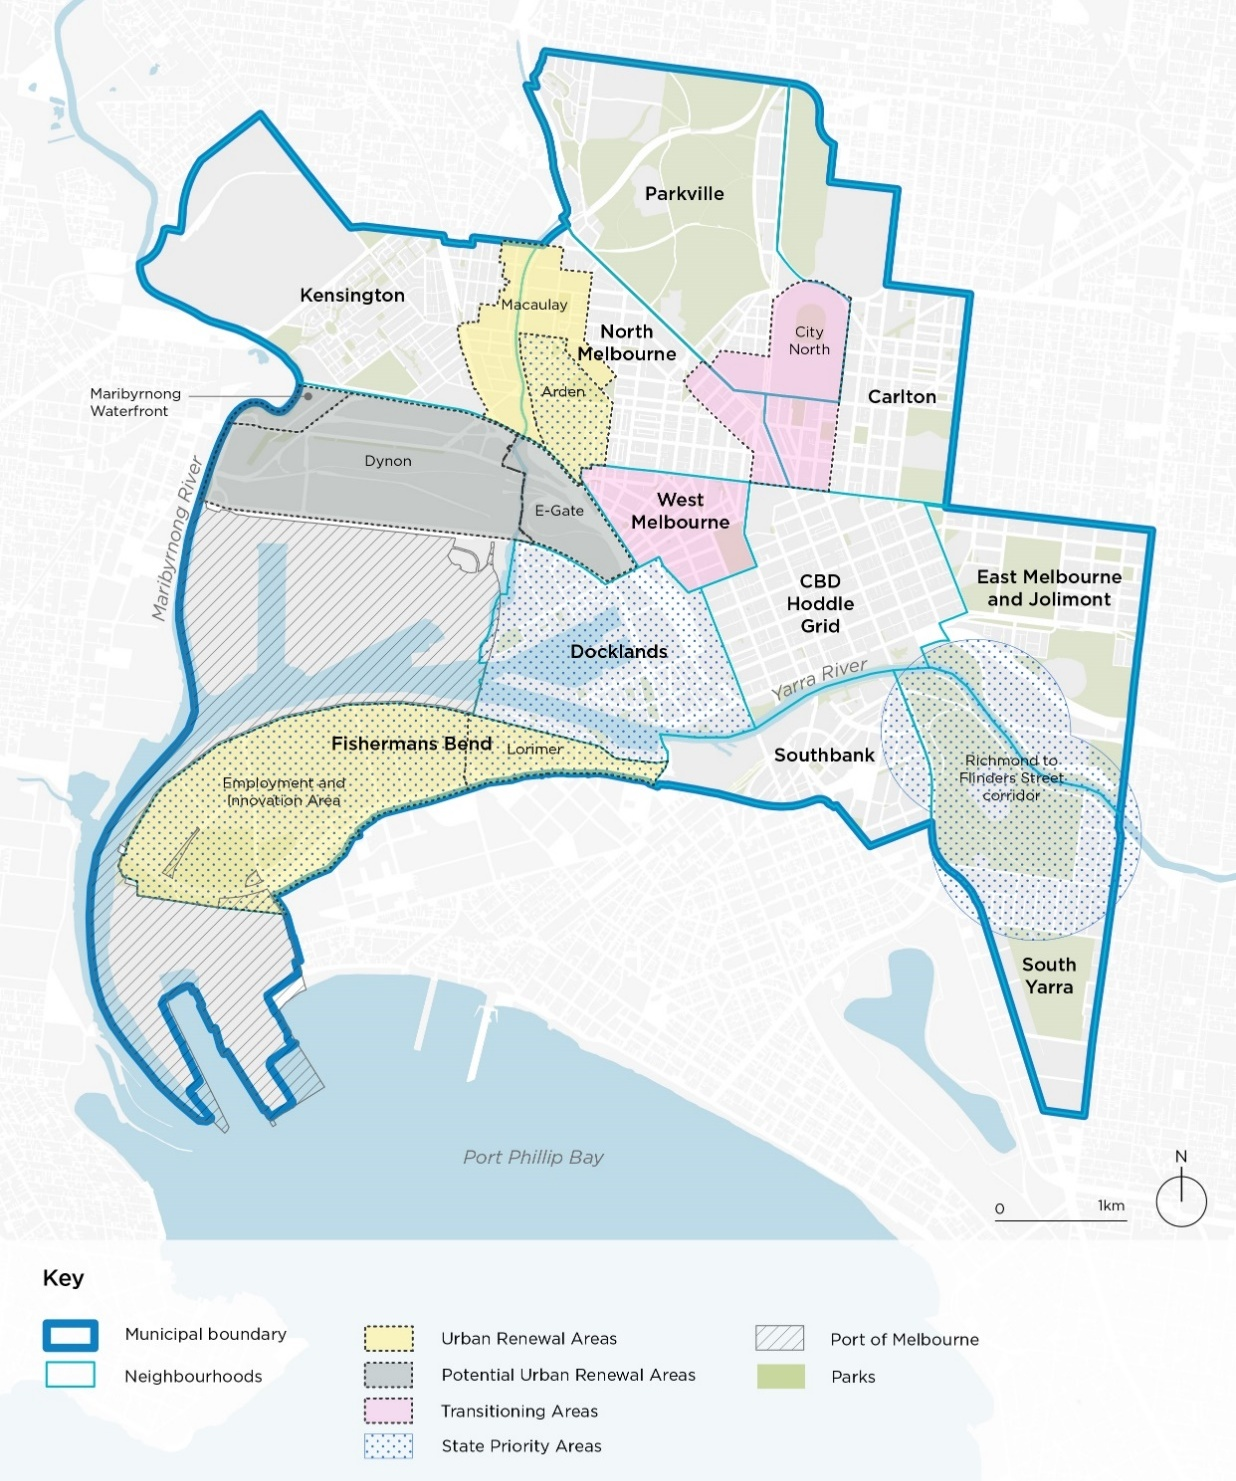 Parkville
Kensington
Macaulay
North
Melbourne
City
North
Maribyrnong
Waterfront
Arden
Carlton
Dynon
Maribyrnong River
E-Gate
West
Melbourne
CBD
Hoddle
Grid
East Melbourne
and Jolimont
Docklands
Yarra River
Fishermans Bend
Lorimer
Southbank
Employment and
Innovation Area
Richmond to
Flinders Street
corridor
South
Yarra
Port Phillip Bay
N
0
1km
Key
Municipal boundary
Neighbourhoods
Urban Renewal Areas
Potential Urban Renewal Areas
Transitioning Areas
State Priority Areas
Port of Melbourne
Parks